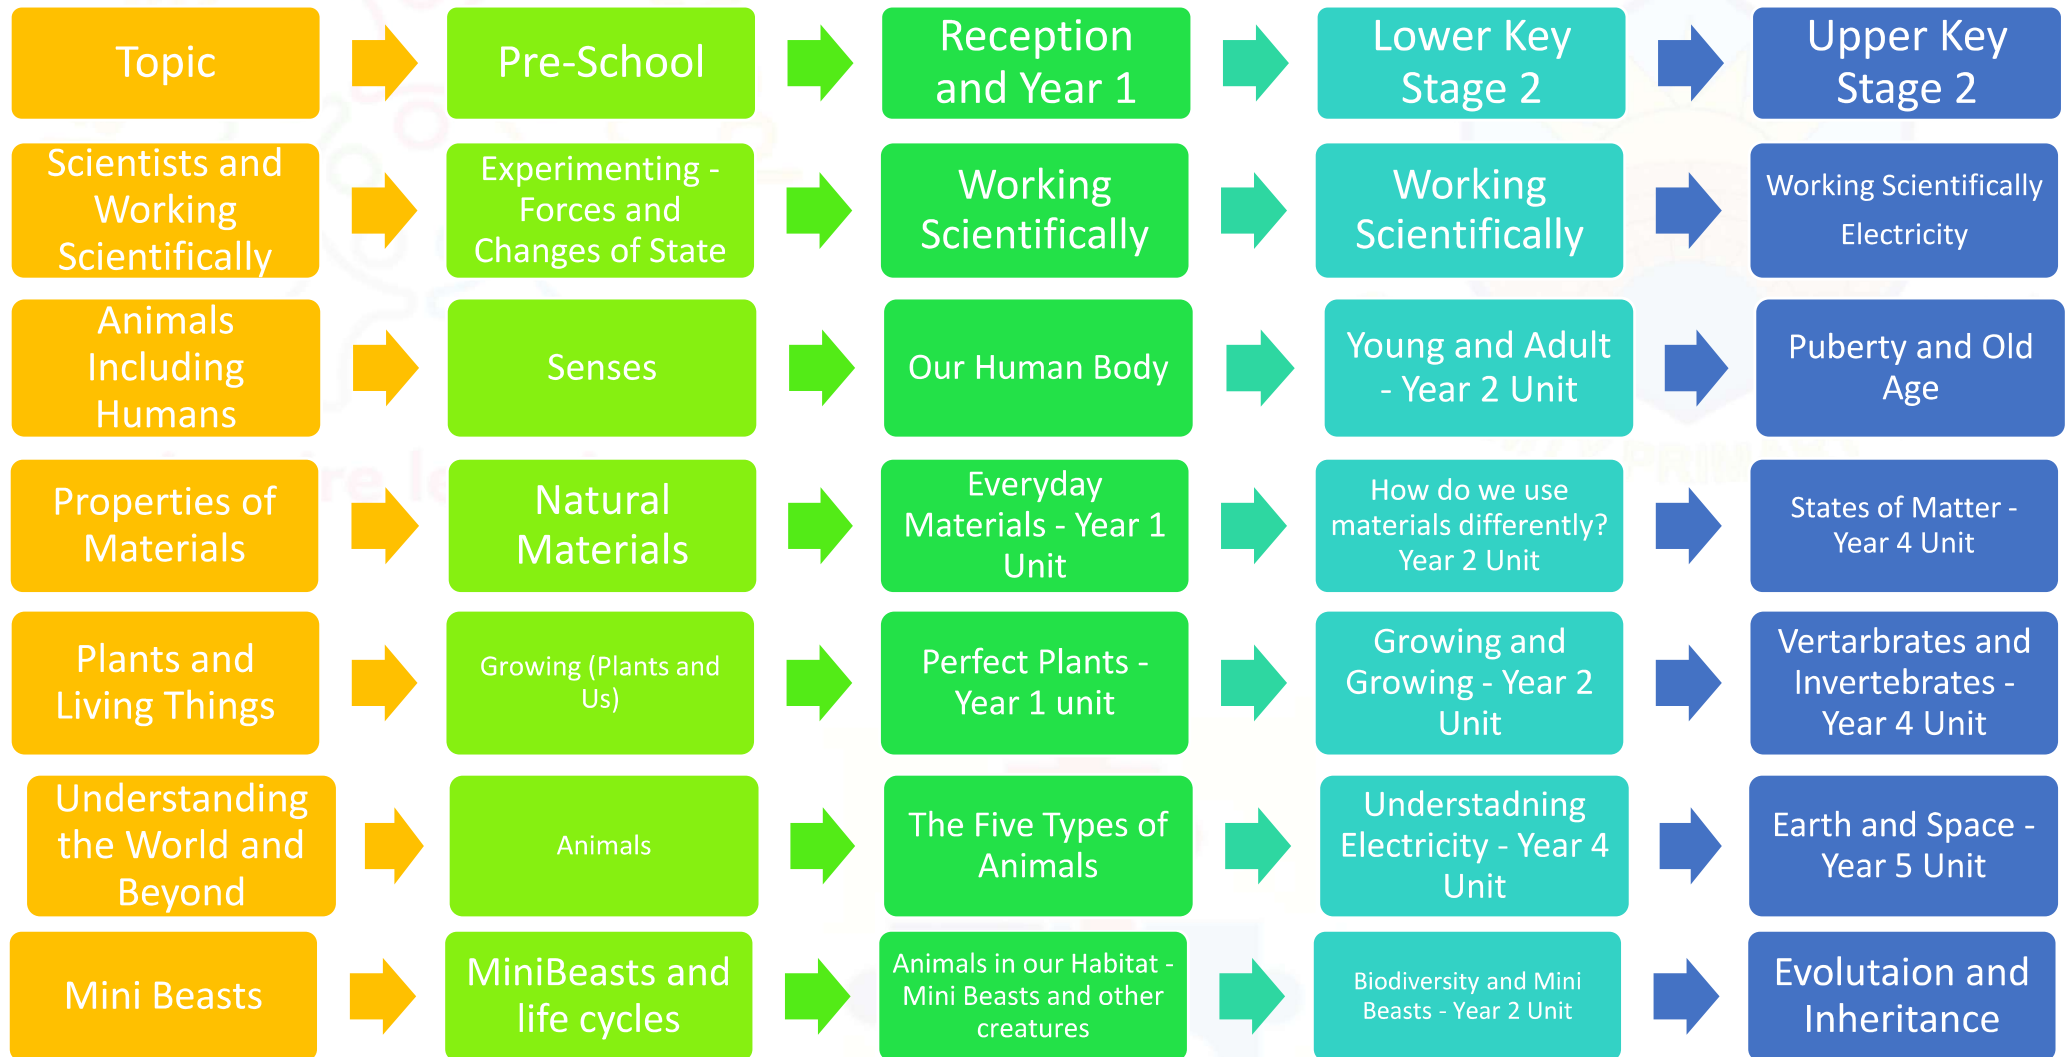 Topic
Pre-School
Reception
and Year 1
Lower Key
Stage 2
Upper Key
Stage 2
Scientists and
Working
Scientifically
Experimenting -
Forces and
Changes of State
Working
Scientifically
Working
Scientifically
Working Scientifically
Electricity
Animals
Including
Humans
Senses
Our Human Body
Young and Adult
- Year 2 Unit
Puberty and Old
Age
Properties of
Materials
Natural
Materials
Everyday
Materials - Year 1
Unit
How do we use
materials differently?
Year 2 Unit
States of Matter -
Year 4 Unit
Plants and
Living Things
Growing (Plants and
Us)
Perfect Plants -
Year 1 unit
Growing and
Growing - Year 2
Unit
Vertarbrates and
Invertebrates -
Year 4 Unit
Understanding
the World and
Beyond
Animals
The Five Types of
Animals
Understadning
Electricity - Year 4
Unit
Earth and Space -
Year 5 Unit
Mini Beasts
MiniBeasts and
life cycles
Animals in our Habitat -
Mini Beasts and other
creatures
Biodiversity and Mini
Beasts - Year 2 Unit
Evolutaion and
Inheritance